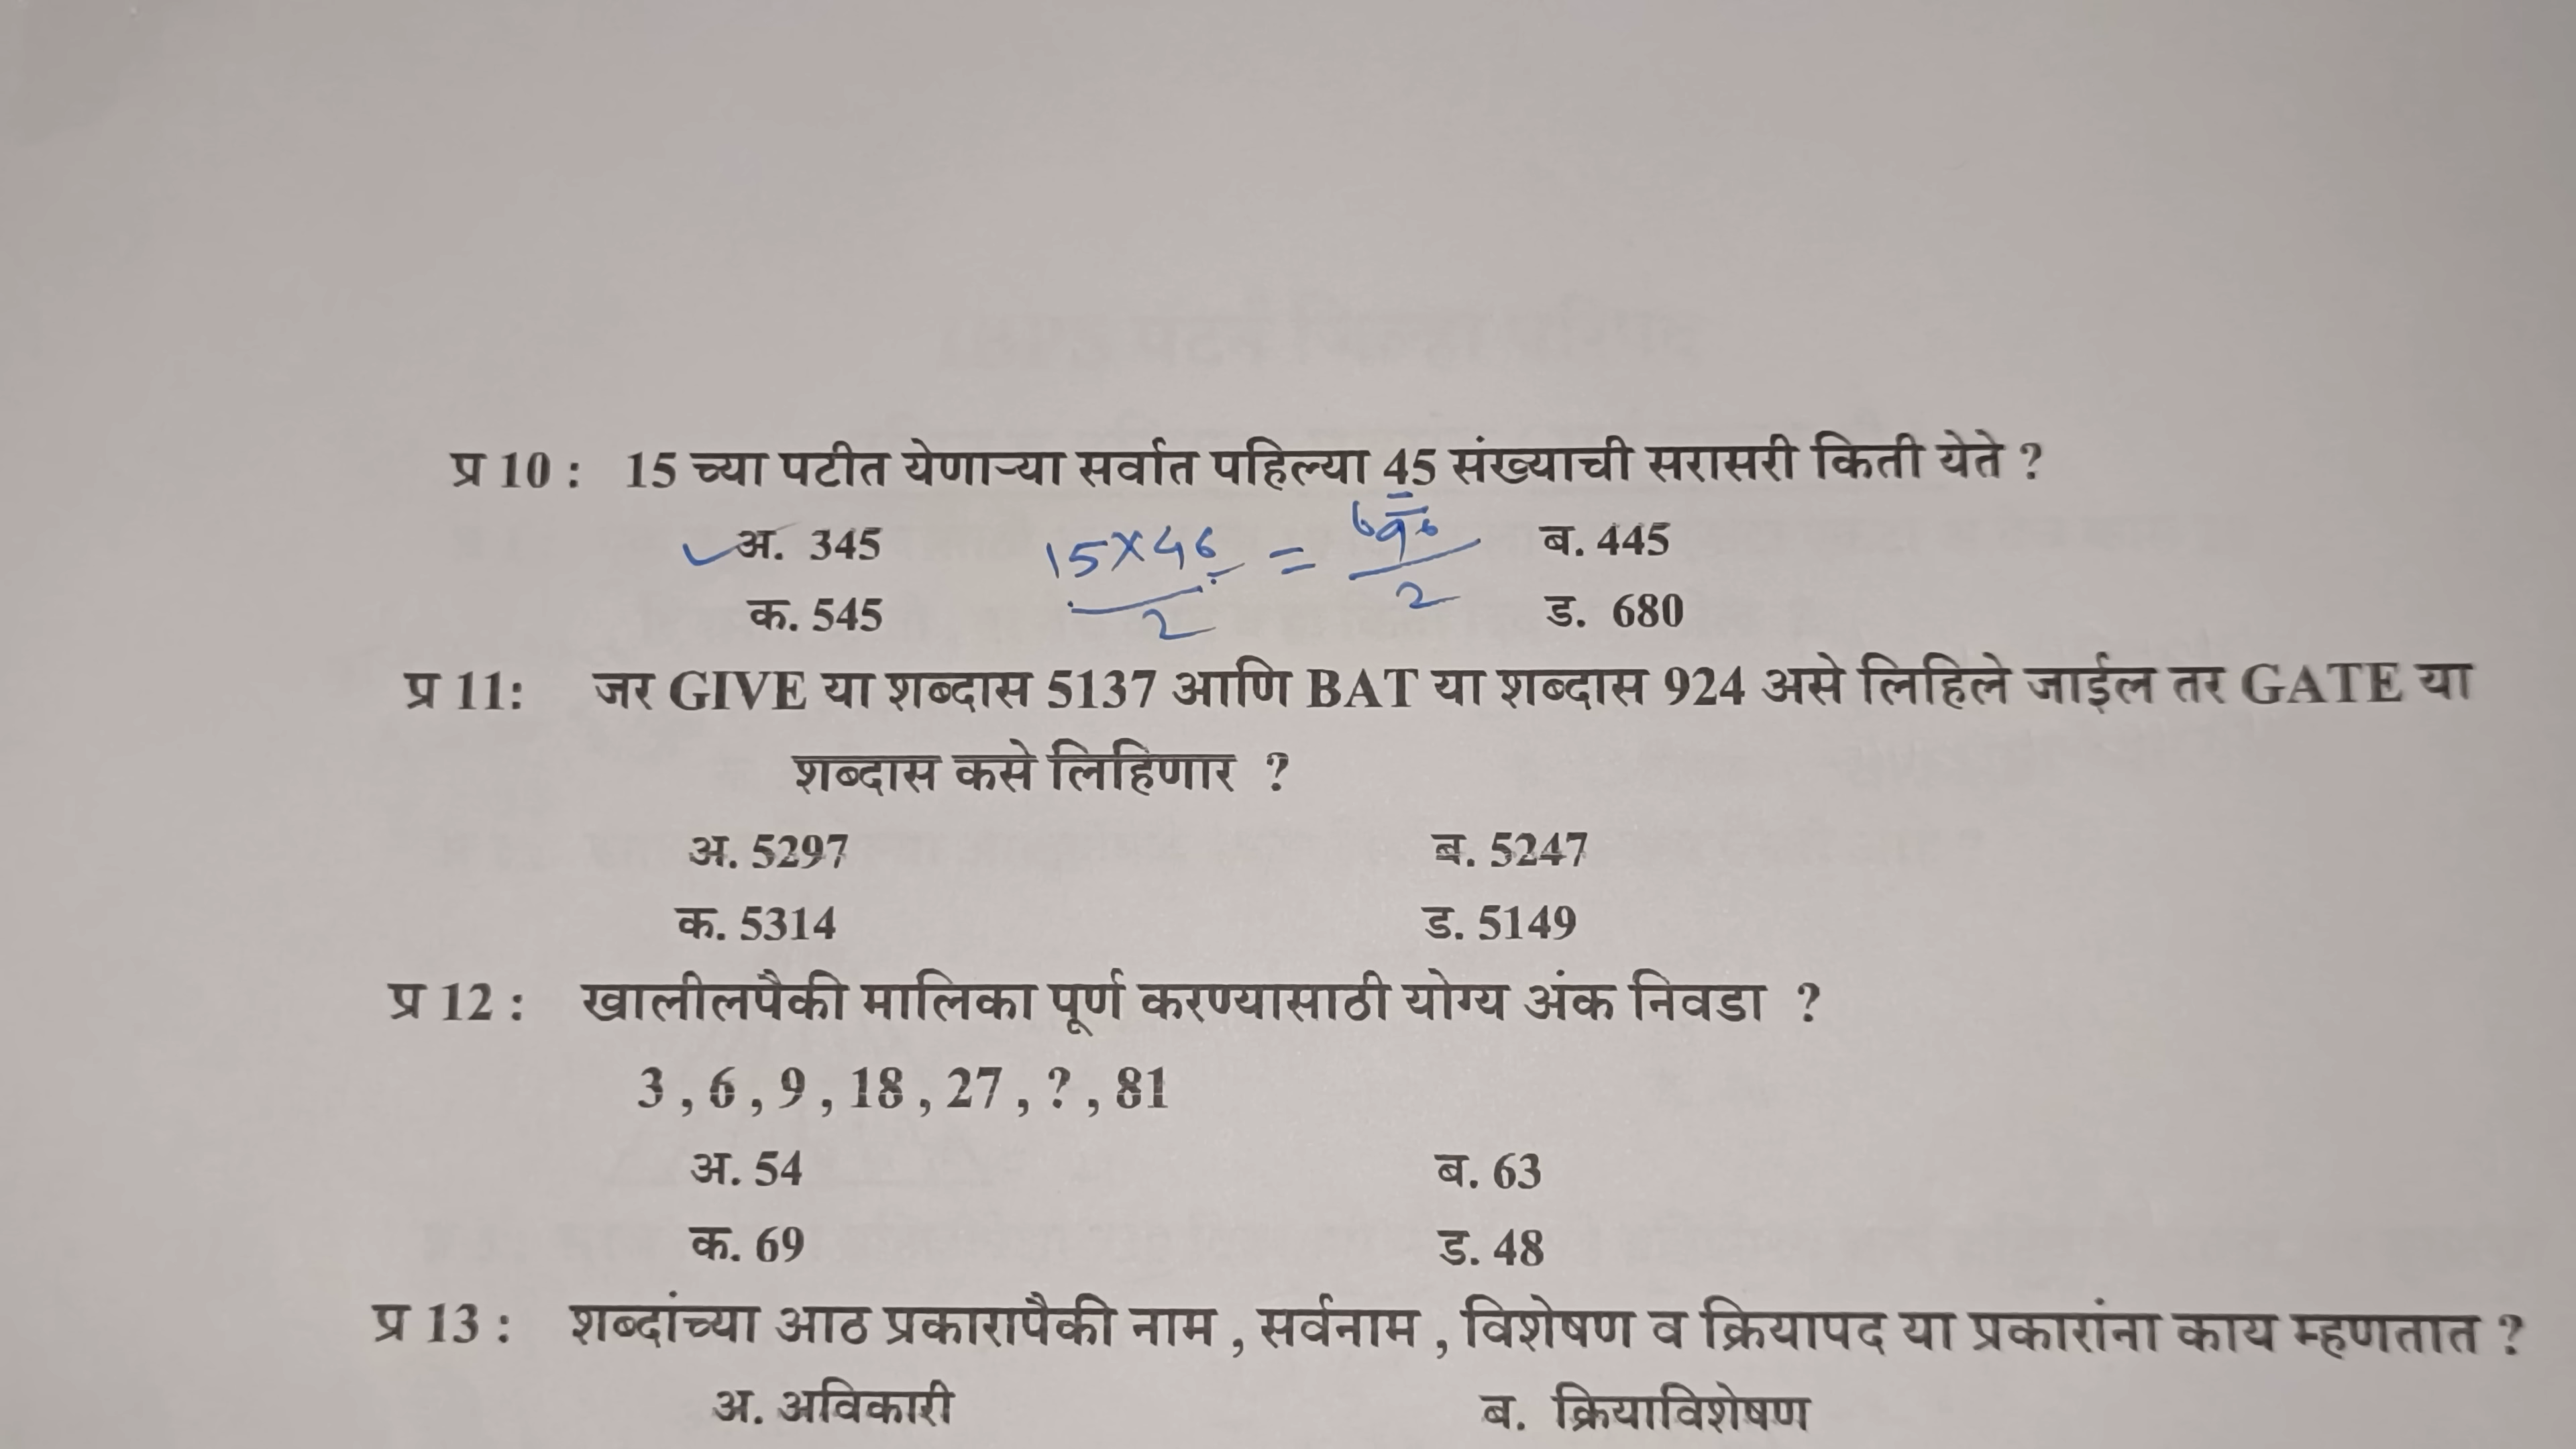 प्र 10 : 15 च्या पटीत येणाऱ्या सर्वात पहिल्या 45 संख्याची सरासरी किती येते ?
अ. 345 15×46/2 = 690/2 ब. 445
क. 545 ड. 680
प्र 11: जर GIVE या शब्दास 5137 आणि BAT या शब्दास 924 असे लिहिले जाईल तर GATE या
शब्दास कसे लिहिणार ?
अ. 5297 ब. 5247
क. 5314 ड. 5149
प्र 12 : खालीलपैकी मालिका पूर्ण करण्यासाठी योग्य अंक निवडा ?
3 , 6 , 9 , 18 , 27 , ? , 81
अ. 54 ब. 63
क. 69 ड. 48
प्र 13 : शब्दांच्या आठ प्रकारापैकी नाम , सर्वनाम , विशेषण व क्रियापद या प्रकारांना काय म्हणतात ?
अ. अविकारी ब. क्रियाविशेषण